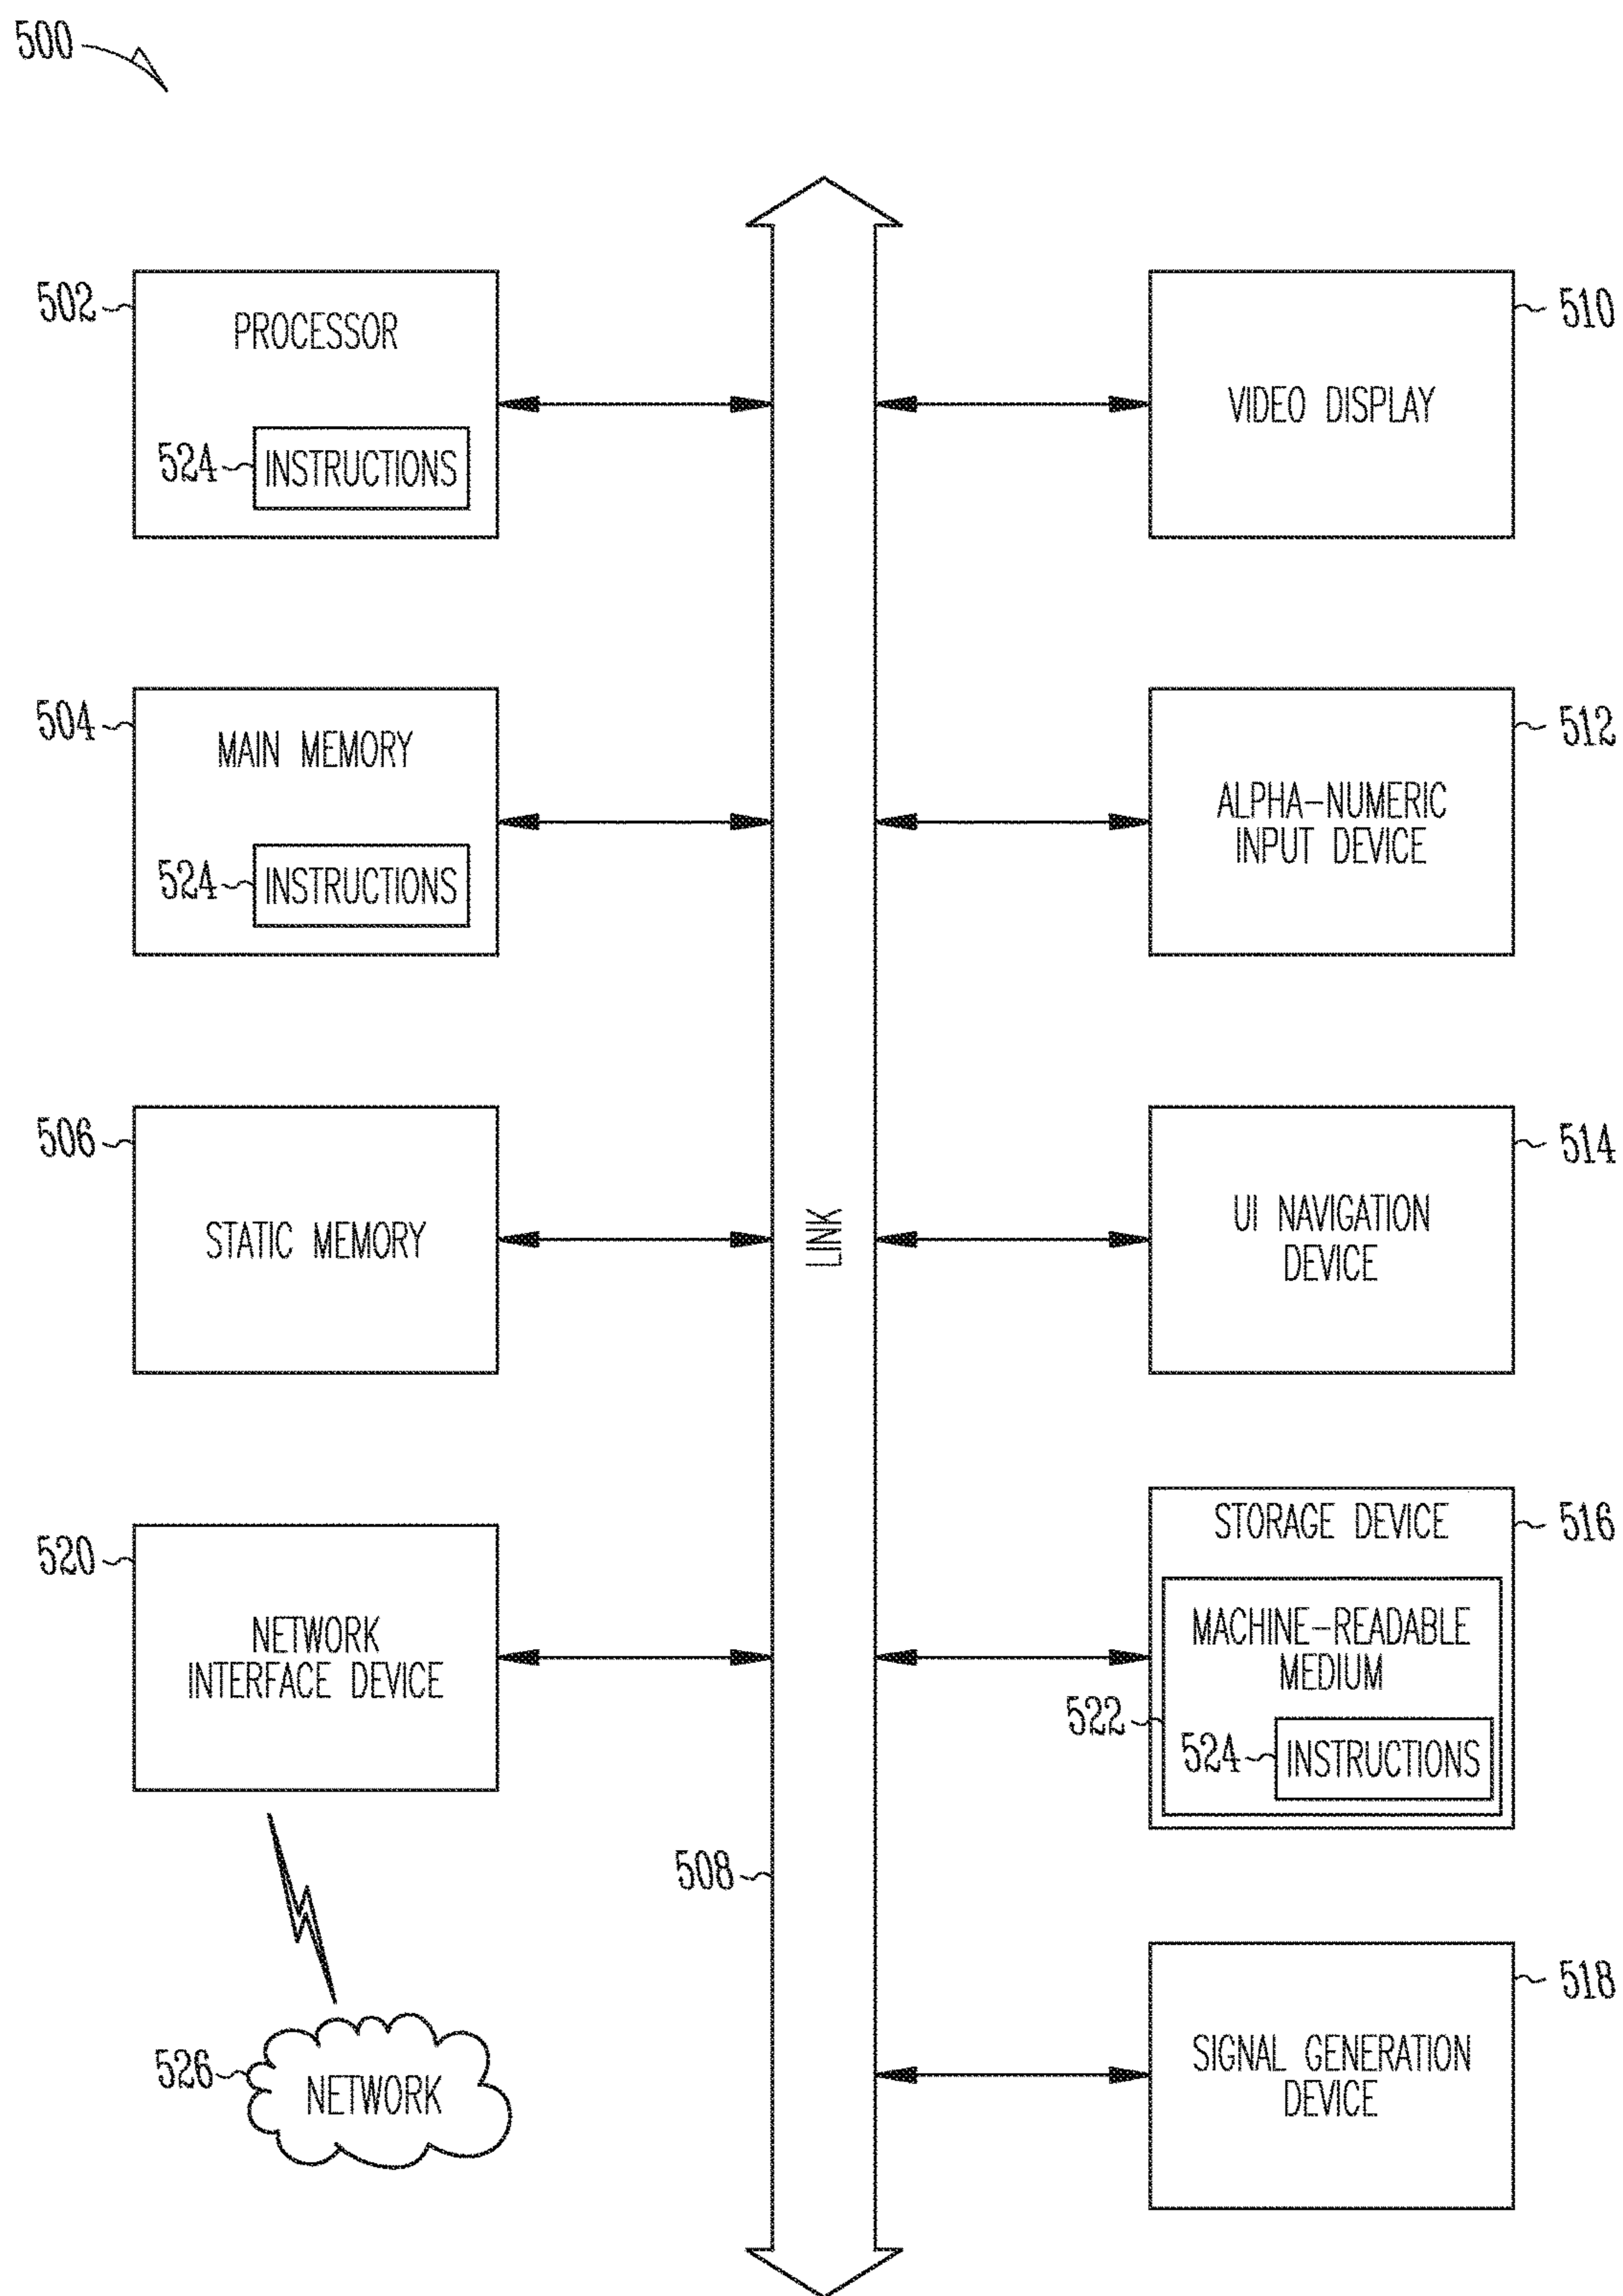 500
502
PROCESSOR
524
INSTRUCTIONS
504
MAIN MEMORY
524
INSTRUCTIONS
506
STATIC MEMORY
520
NETWORK
INTERFACE DEVICE
526
NETWORK
LINK
508
510
VIDEO DISPLAY
512
ALPHA-NUMERIC
INPUT DEVICE
514
UI NAVIGATION
DEVICE
516
STORAGE DEVICE
MACHINE-READABLE
MEDIUM
522
524
INSTRUCTIONS
518
SIGNAL GENERATION
DEVICE